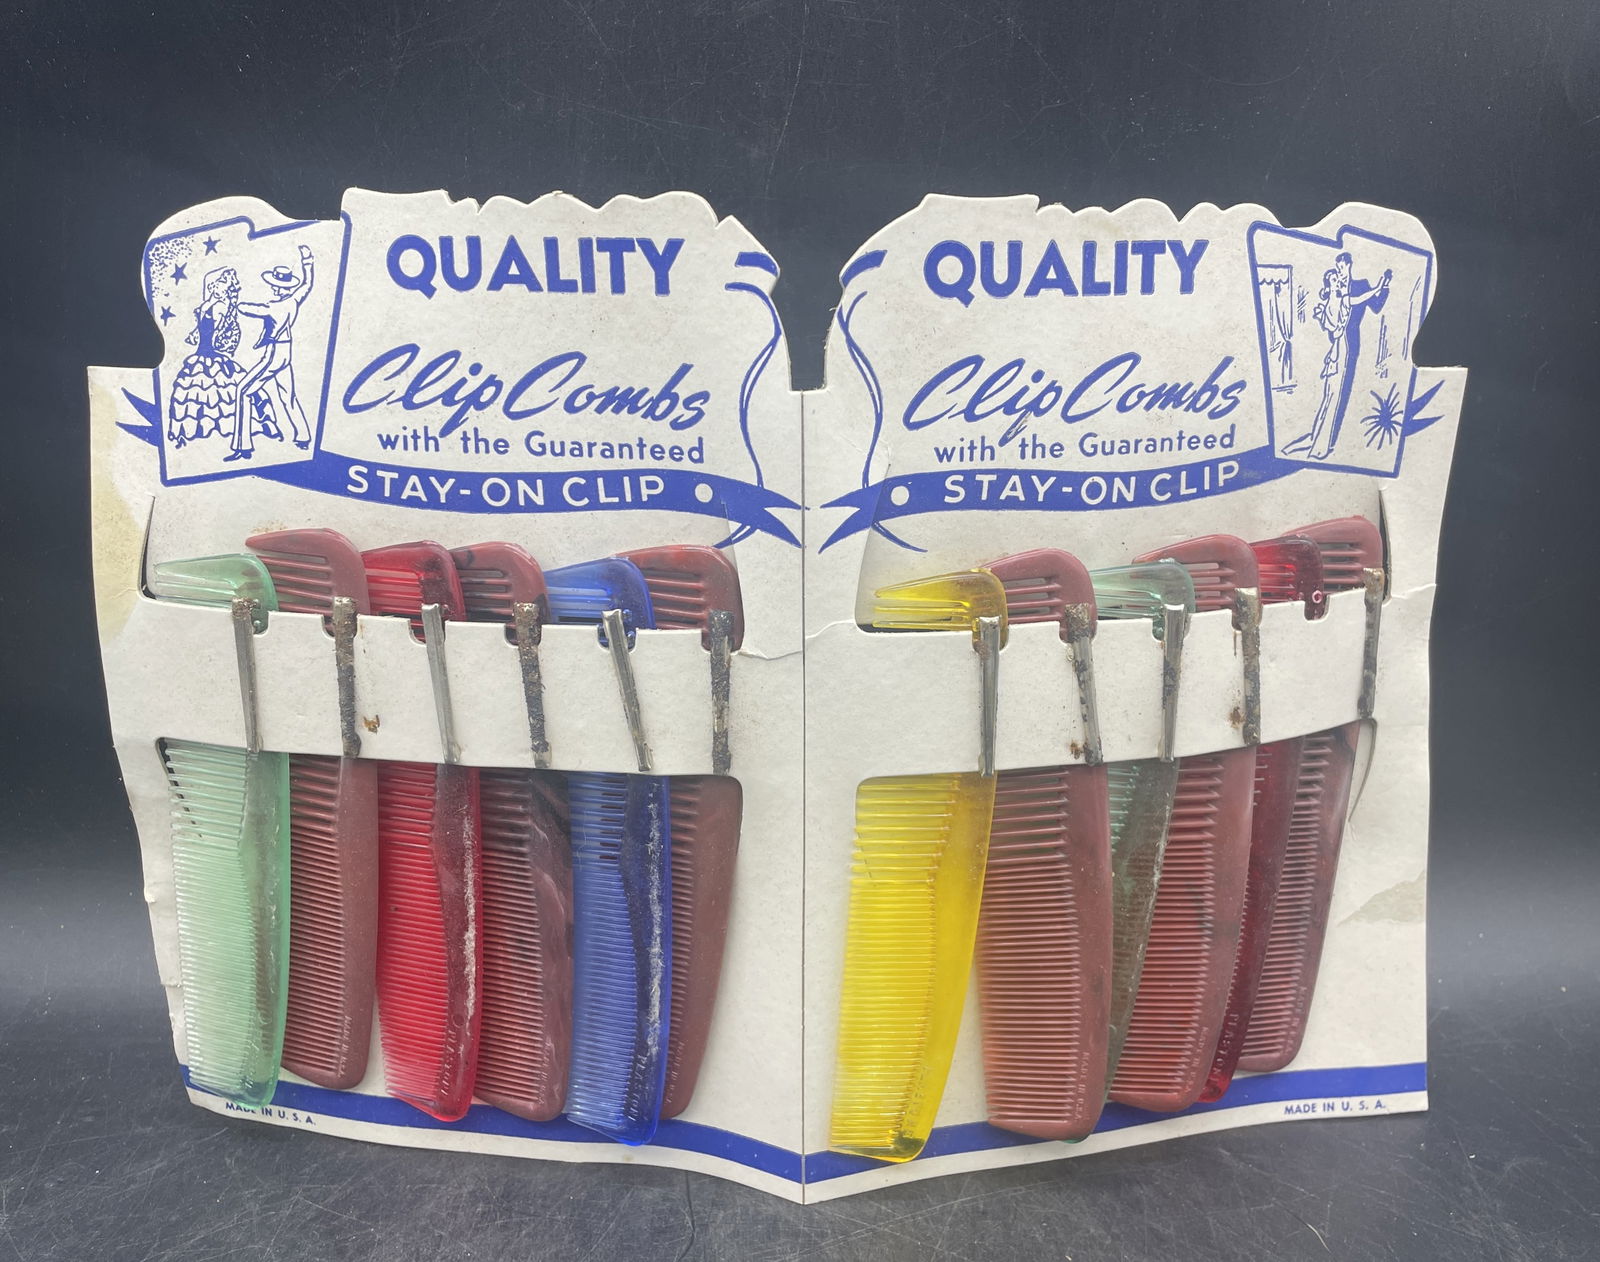 QUALITY
Clip Combs
with the Guaranteed
STAY-ON CLIP
MADE IN U. S. A.
QUALITY
Clip Combs
with the Guaranteed
STAY-ON CLIP
MADE IN U. S. A.